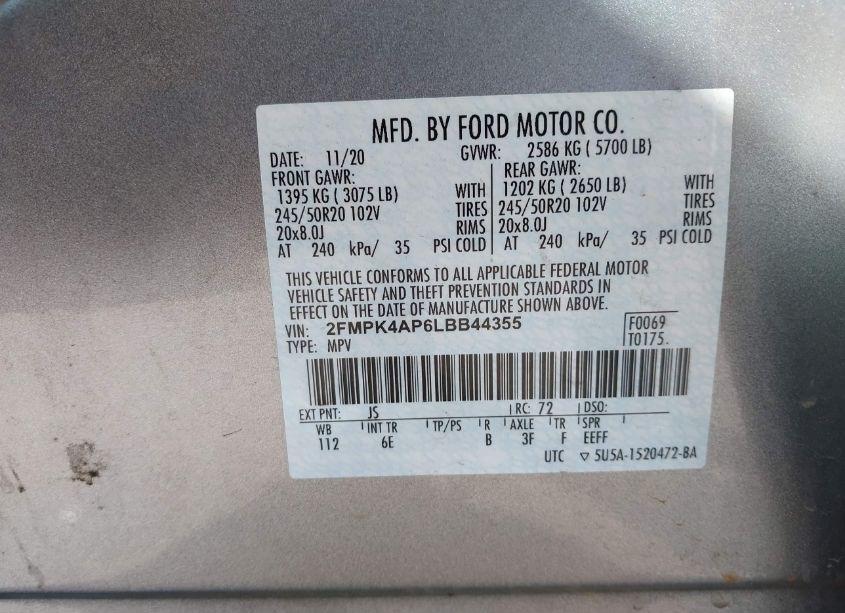 MFD. BY FORD MOTOR CO.
DATE: 11/20 GVWR: 2586 KG ( 5700 LB)
FRONT GAWR: REAR GAWR:
1395 KG ( 3075 LB) WITH 1202 KG ( 2650 LB) WITH
245/50R20 102V TIRES 245/50R20 102V TIRES
20x8.0J RIMS 20x8.0J RIMS
AT 240 kPa/ 35 PSI COLD AT 240 kPa/ 35 PSI COLD
THIS VEHICLE CONFORMS TO ALL APPLICABLE FEDERAL MOTOR
VEHICLE SAFETY AND THEFT PREVENTION STANDARDS IN
EFFECT ON THE DATE OF MANUFACTURE SHOWN ABOVE.
VIN: 2FMPK4AP6LBB44355 F0069
TYPE: MPV T0175.
EXT PNT: JS RC: 72 DSO:
WB INT TR TP/PS R AXLE TR SPR
112 6E B 3F F EEFF
UTC ▽ 5U5A-1520472-BA